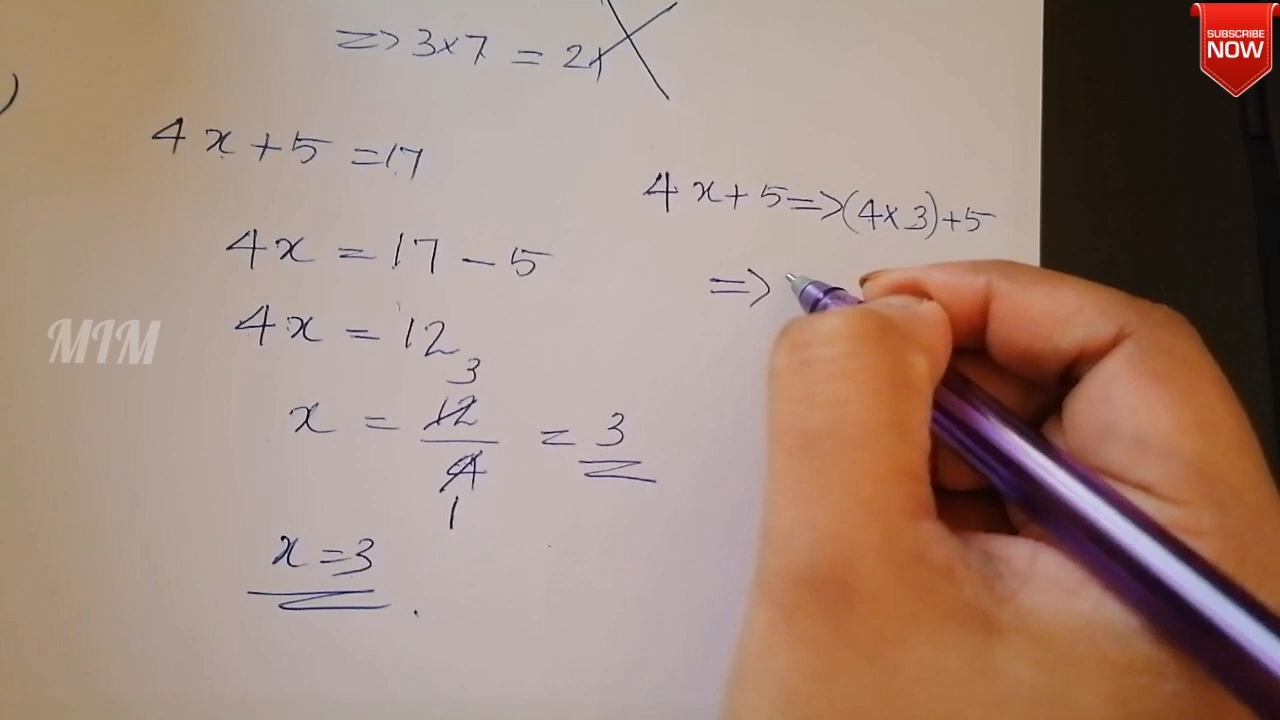 SUBSCRIBE
NOW
=> 3×7 = 21
)
4x+5=17
4x = 17 - 5
4x = 12
x = 12/4 = 3
3
1
x=3.
4x+5=>(4×3)+5
=>
MIM